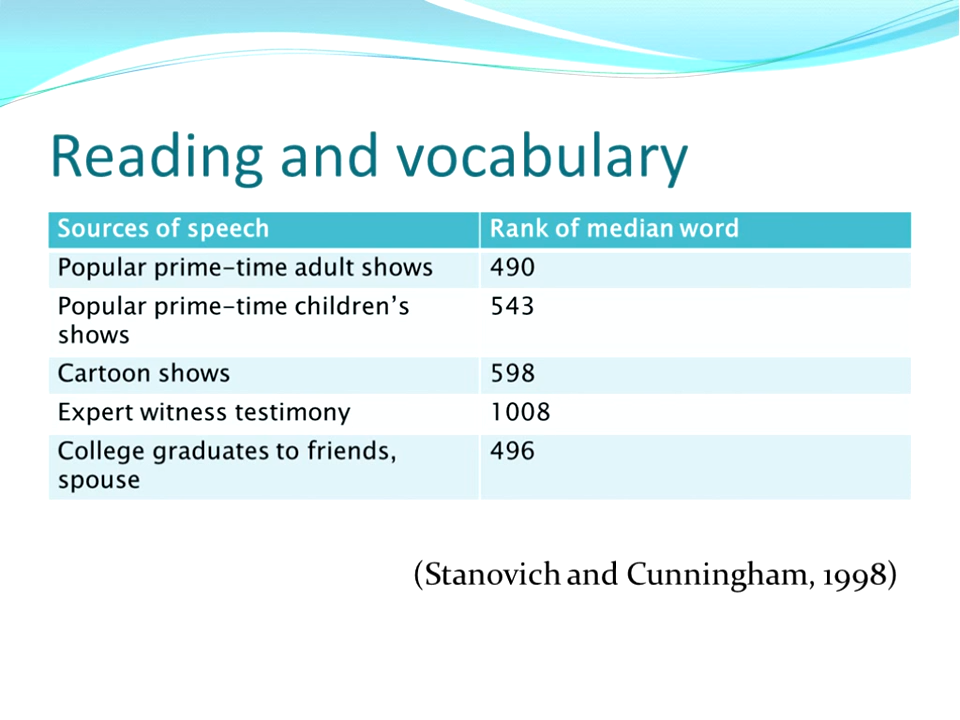 Reading and vocabulary
Sources of speech Rank of median word
Popular prime-time adult shows 490
Popular prime-time children's 543
shows
Cartoon shows 598
Expert witness testimony 1008
College graduates to friends, 496
spouse
(Stanovich and Cunningham, 1998)